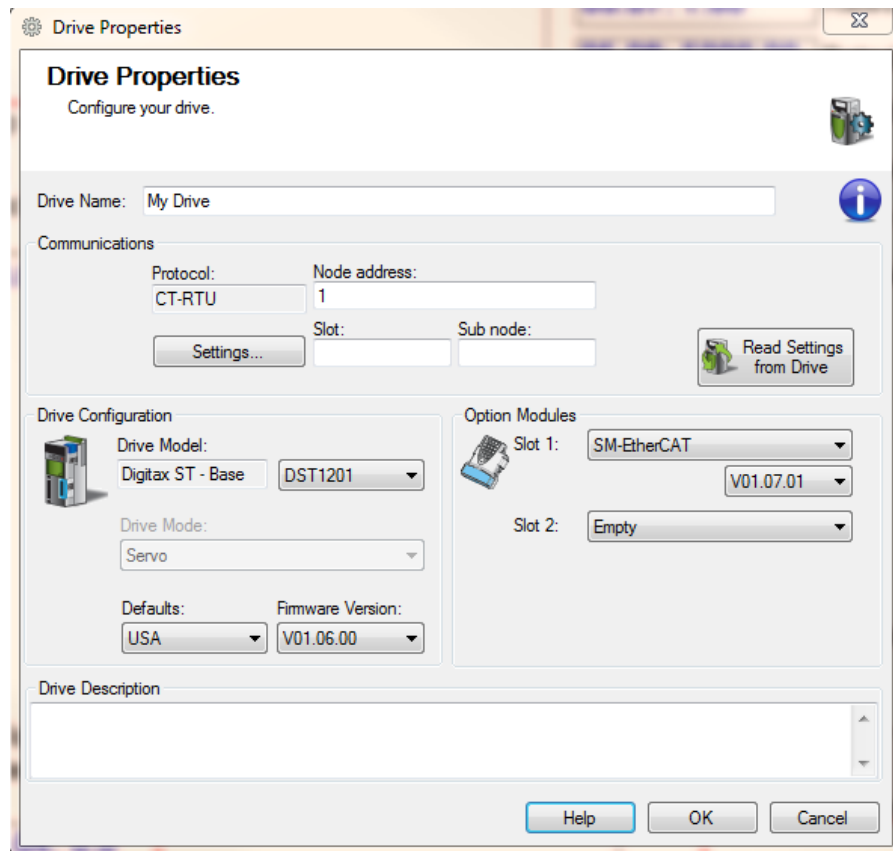 Drive Properties
Drive Properties
Configure your drive.
Drive Name: My Drive
Communications
Protocol: Node address:
CT-RTU 1
Slot: Sub node:
Settings...
Read Settings
from Drive
Drive Configuration
Drive Model:
Digitax ST - Base DST1201
Drive Mode:
Servo
Defaults: Firmware Version:
USA V01.06.00
Option Modules
Slot 1: SM-EtherCAT
V01.07.01
Slot 2: Empty
Drive Description
Help OK Cancel